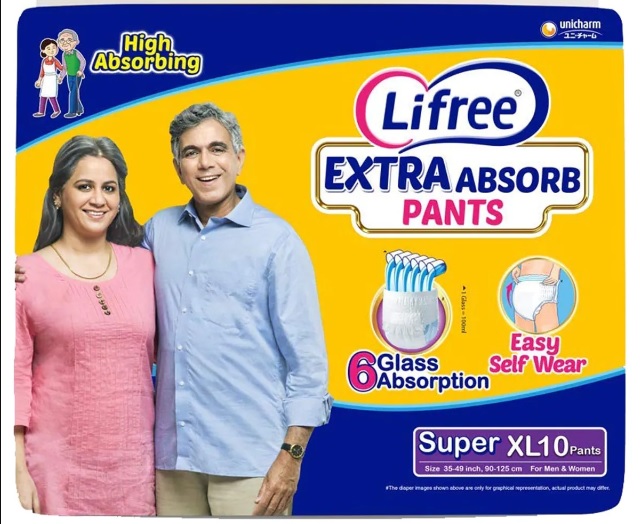 High
Absorbing
unicharm
ユニ・チャーム
Lifree®
EXTRA ABSORB
PANTS
1 Glass = 100ml
6 Glass
Absorption
Easy
Self Wear
Super XL10 Pants
Size 35-49 inch, 90-125 cm For Men & Women
#The diaper images shown above are only for graphical representation, actual product may differ.